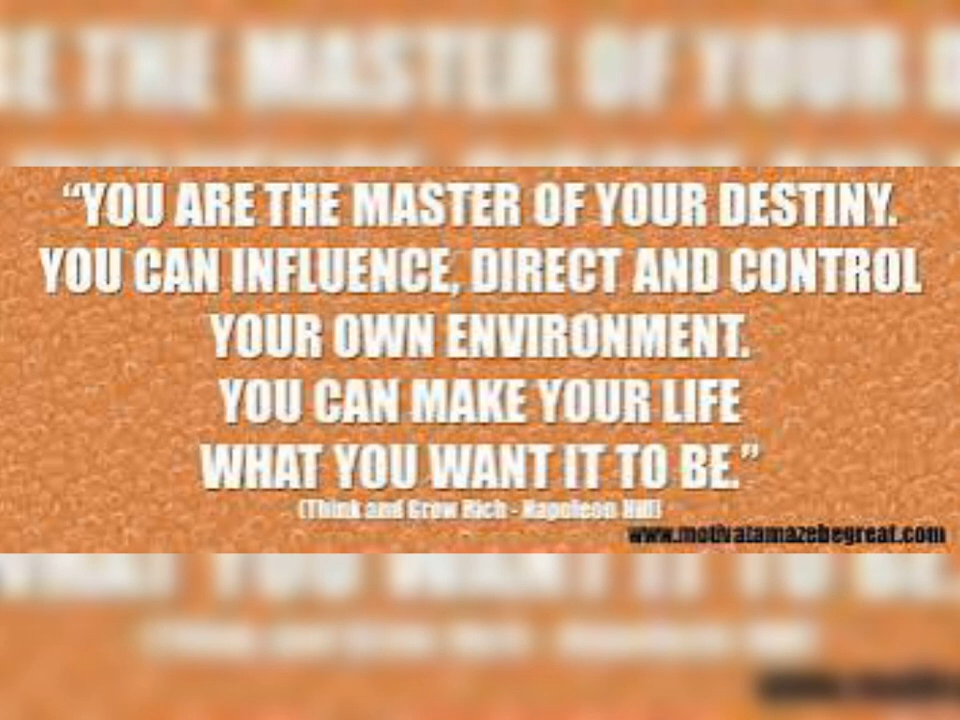 “YOU ARE THE MASTER OF YOUR DESTINY.
YOU CAN INFLUENCE, DIRECT AND CONTROL
YOUR OWN ENVIRONMENT.
YOU CAN MAKE YOUR LIFE
WHAT YOU WANT IT TO BE.”
(Think and Grow Rich - Napoleon Hill)
www.motivatamazebegreat.com